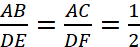 AB/DE = AC/DF = 1/2